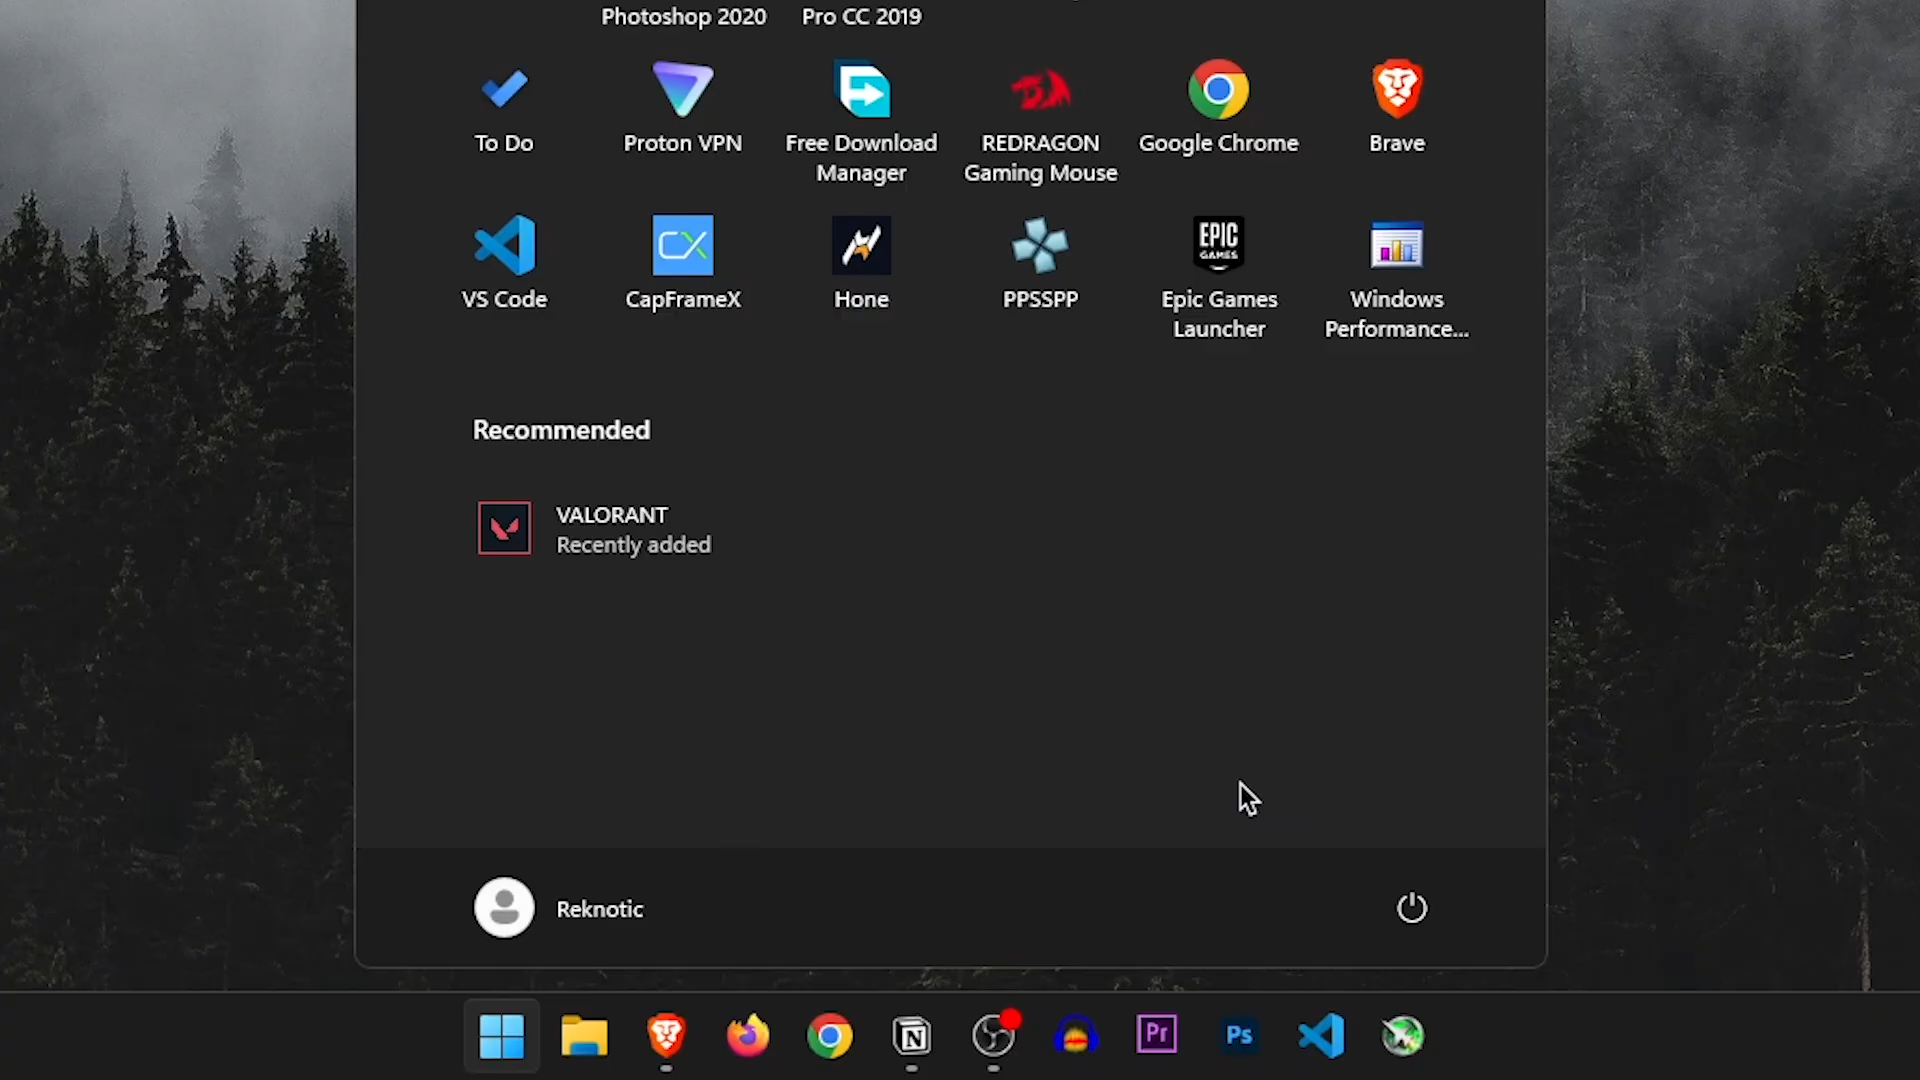 Photoshop 2020
Pro CC 2019
To Do
Proton VPN
Free Download
Manager
REDRAGON
Gaming Mouse
Google Chrome
Brave
CX
EPIC
GAMES
VS Code
CapFrameX
Hone
PPSSPP
Epic Games
Launcher
Windows
Performance...
Recommended
VALORANT
Recently added
Reknotic
N
Pr
Ps